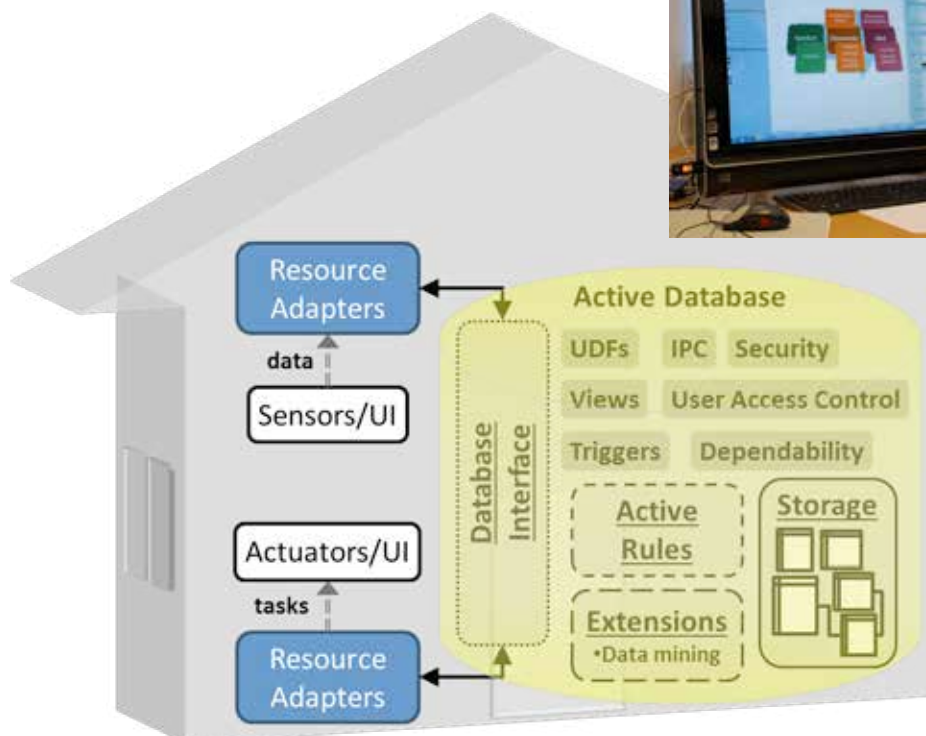 Resource
Adapters
data
Sensors/UI
Actuators/UI
tasks
Resource
Adapters
Active Database
Database
Interface
UDFs
IPC
Security
Views
User Access Control
Triggers
Dependability
Active
Rules
Storage
Extensions
•Data mining